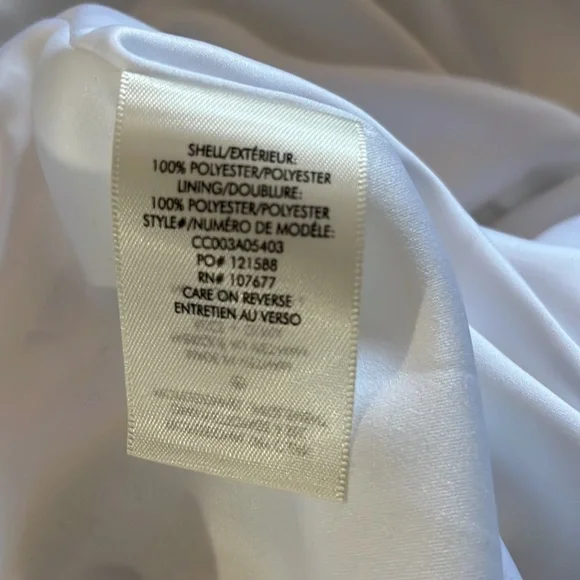 SHELL/EXTÉRIEUR:
100% POLYESTER/POLYESTER
LINING/DOUBLURE:
100% POLYESTER/POLYESTER
STYLE#/NUMÉRO DE MODÈLE:
CC003A05403
PO# 121588
RN# 107677
CARE ON REVERSE
ENTRETIEN AU VERSO